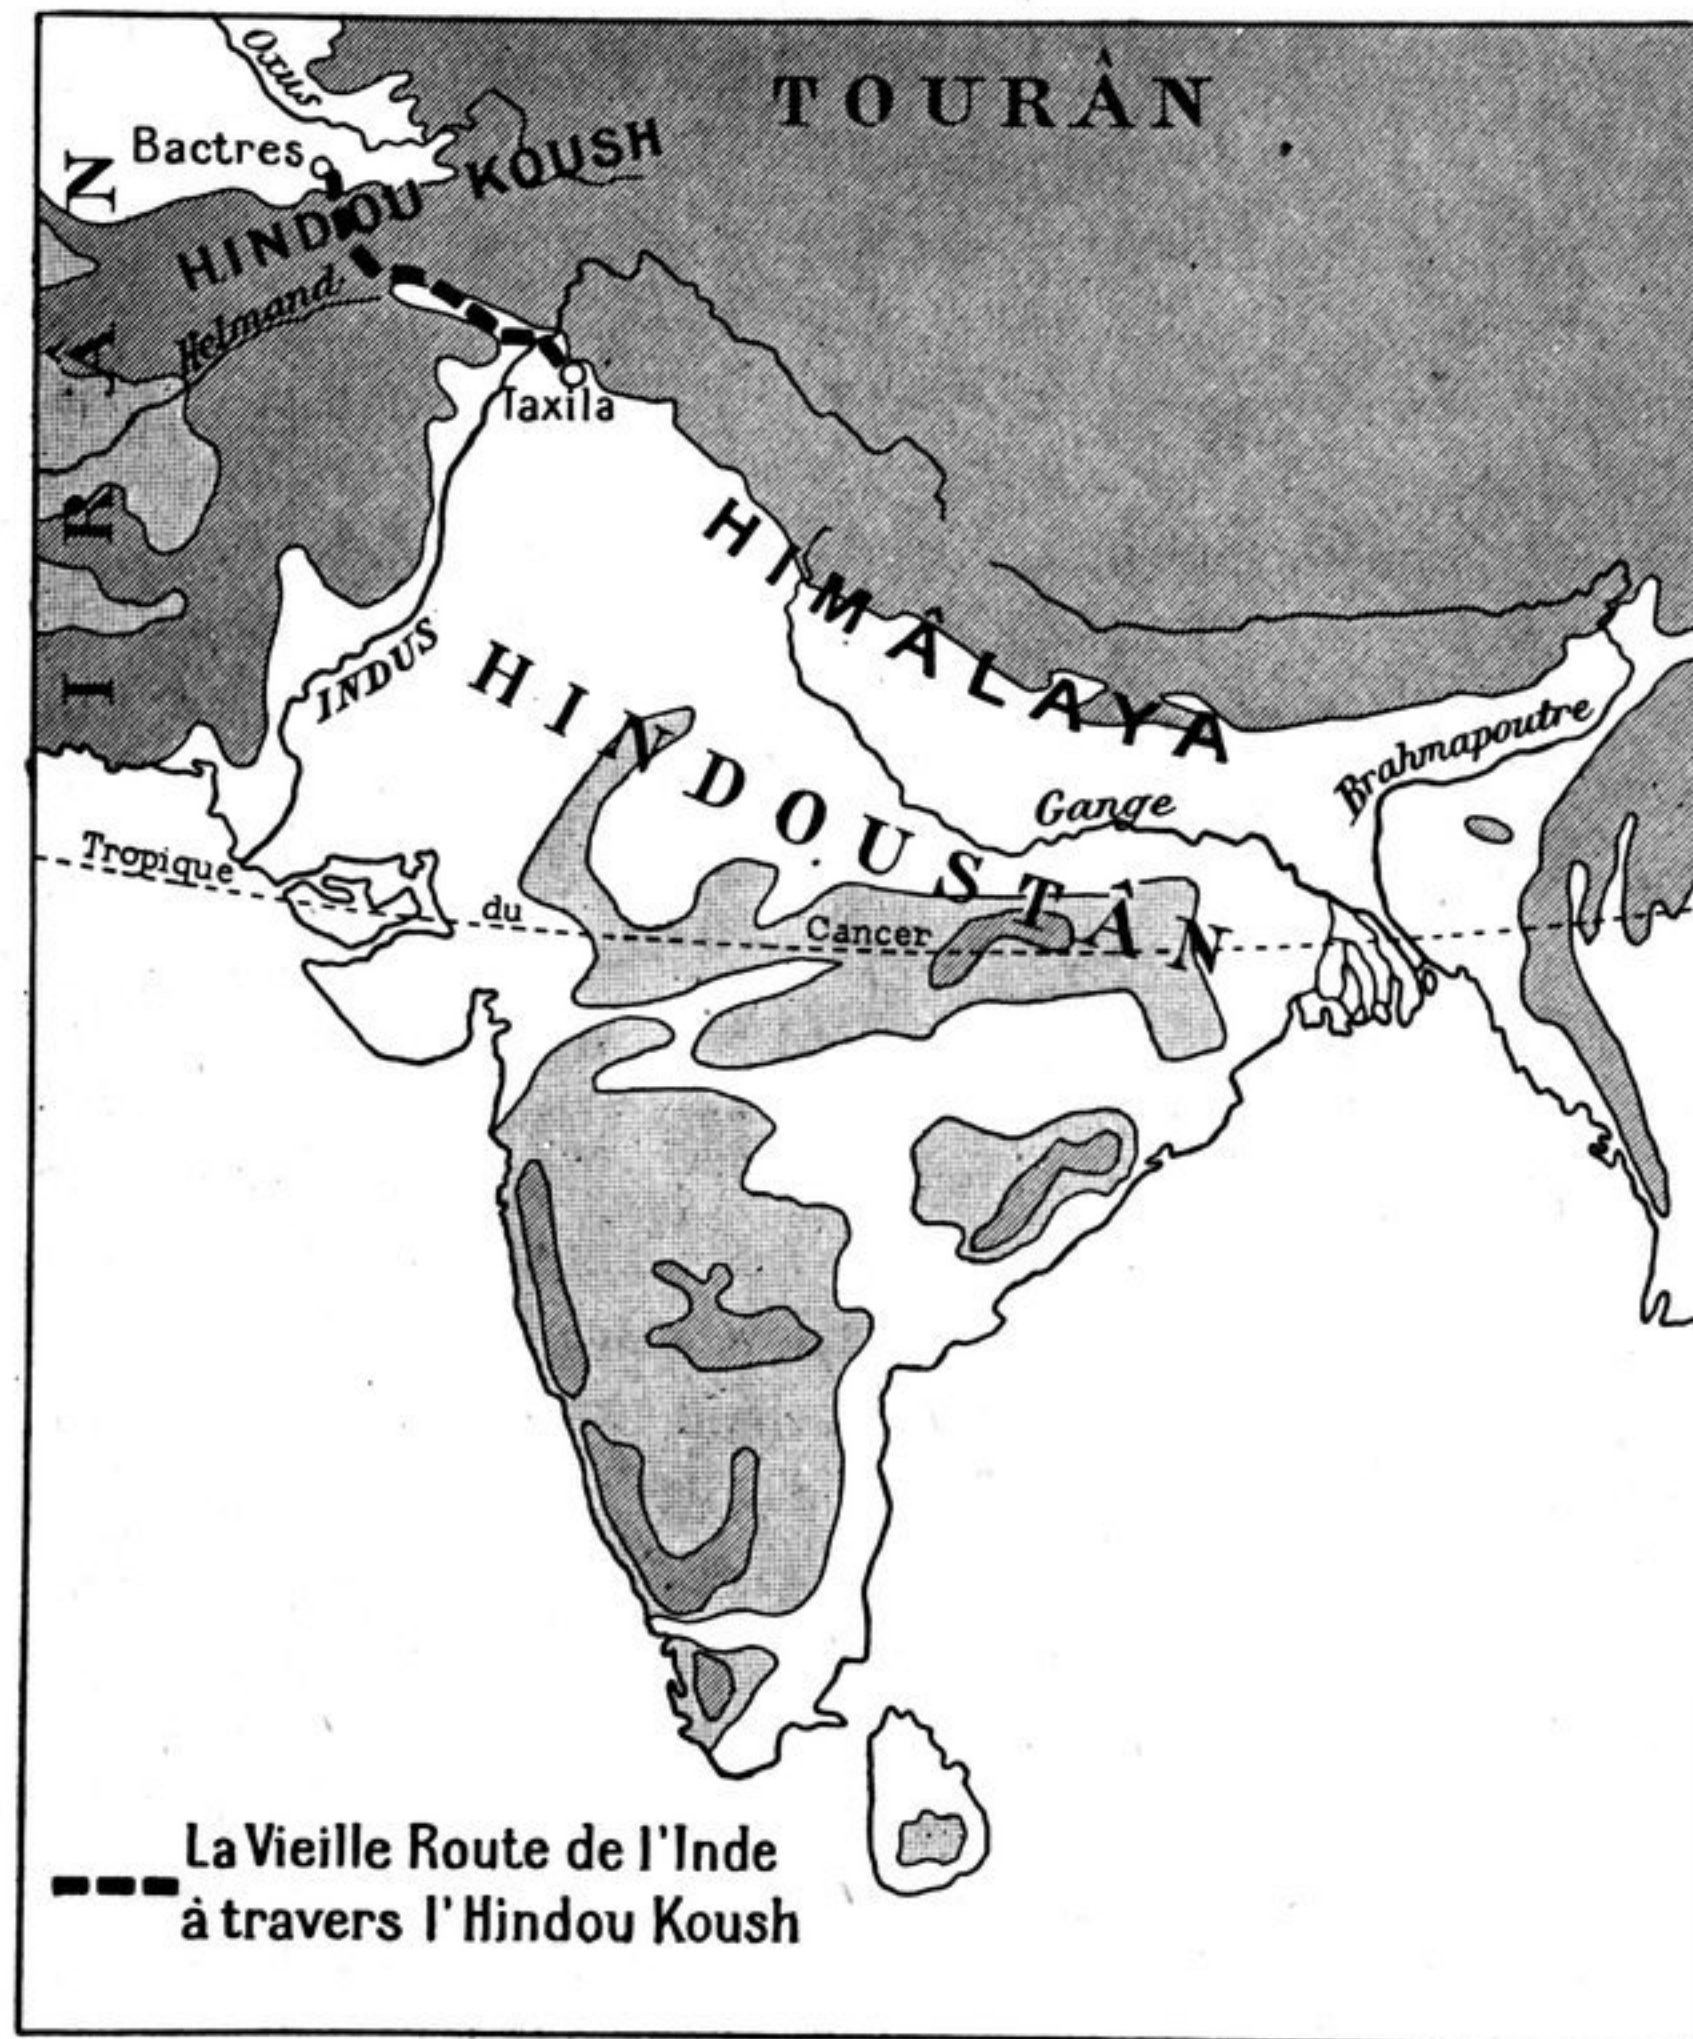 Oxus
TOURÂN
Bactres
HINDOU KOUSH
Helmand
IRÂN
Taxila
HIMÂLAYA
INDUS
HINDOUSTÂN
Brahmapoutre
Gange
Tropique du Cancer
La Vieille Route de l'Inde
à travers l'Hindou Koush